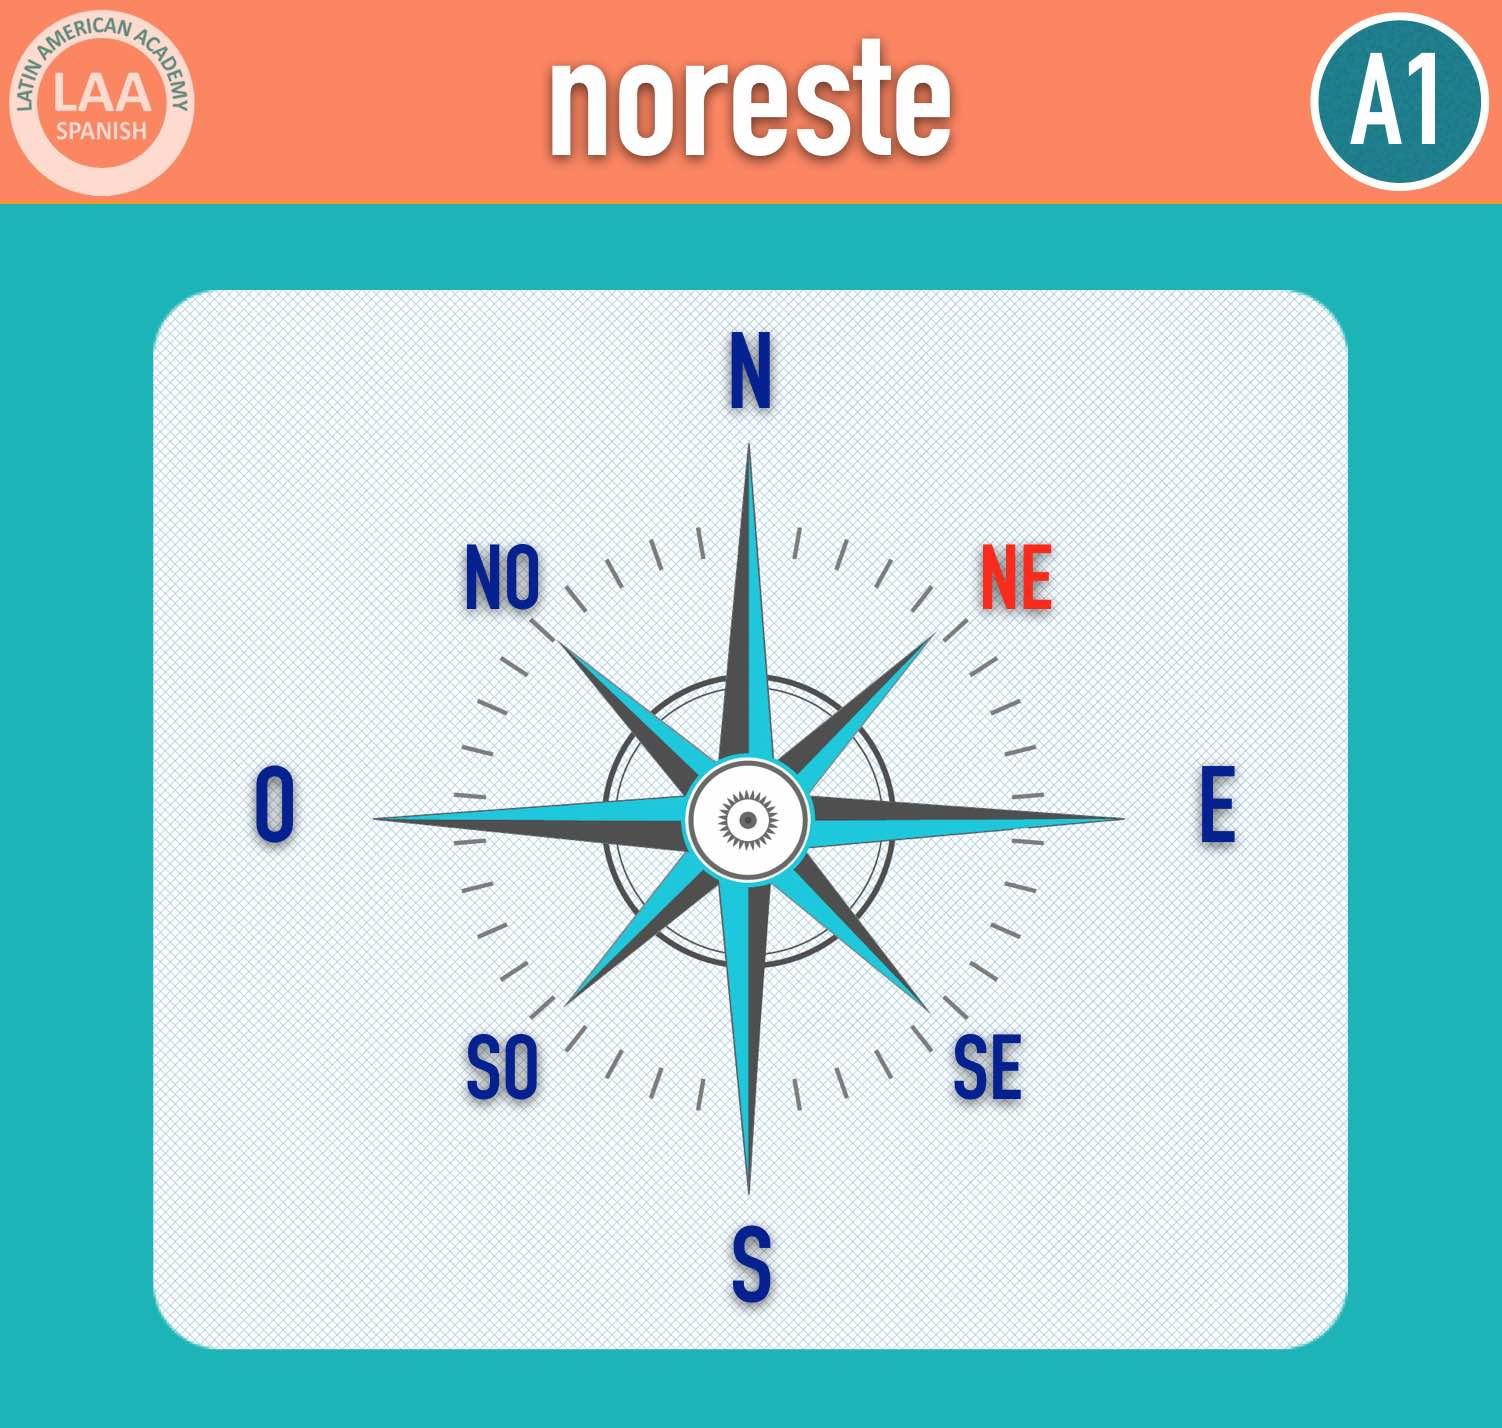 LATIN AMERICAN ACADEMY
LAA
SPANISH
noreste
A1
N
NO
NE
O
E
SO
SE
S